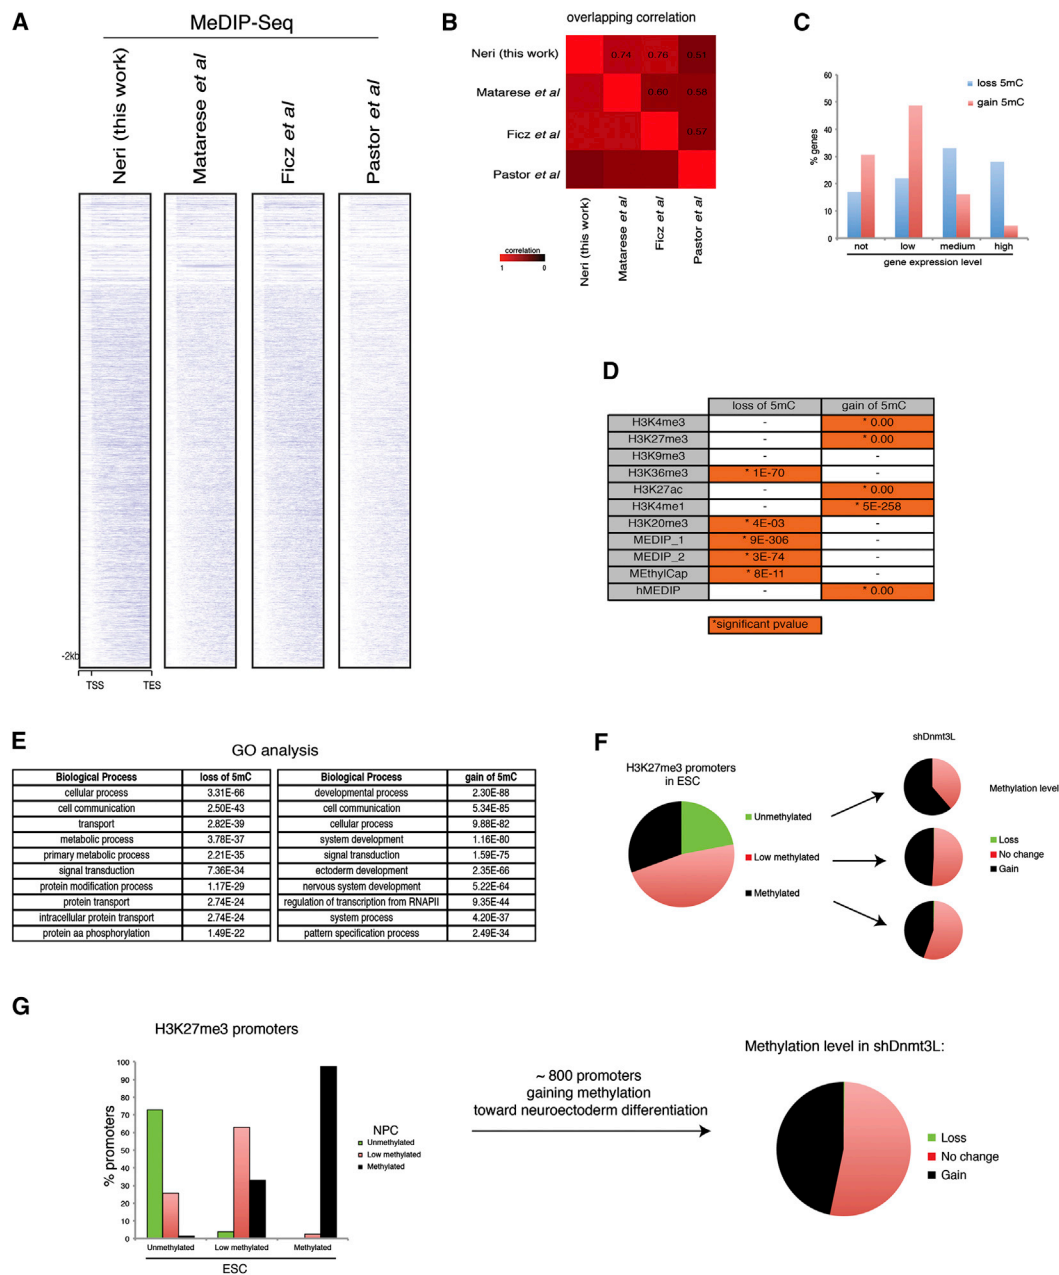 A
MeDIP-Seq
Neri (this work)
Matarese et al
Ficz et al
Pastor et al
-2kb
TSS
TES
B
overlapping correlation
Neri (this work)
0.74
0.76
0.51
Matarese et al
0.60
0.56
Ficz et al
0.57
Pastor et al
Neri (this work)
Matarese et al
Ficz et al
Pastor et al
correlation
1
0
C
loss 5mC
gain 5mC
60
50
40
30
20
10
0
% genes
not
low
medium
high
gene expression level
D
loss of 5mC
gain of 5mC
H3K4me3 - * 0.00
H3K27me3 - * 0.00
H3K9me3 - -
H3K36me3 * 1E-70 -
H3K27ac - * 0.00
H3K4me1 - * 5E-258
H3K20me3 * 4E-03 -
MEDIP_1 * 9E-306 -
MEDIP_2 * 3E-74 -
MEthylCap * 8E-11 -
hMEDIP - * 0.00
*significant pvalue
E
GO analysis
Biological Process loss of 5mC Biological Process gain of 5mC
cellular process 3.31E-66 developmental process 2.30E-88
cell communication 2.50E-43 cell communication 5.34E-85
transport 2.82E-39 cellular process 9.88E-82
metabolic process 3.78E-37 system development 1.16E-80
primary metabolic process 2.21E-35 signal transduction 1.59E-75
signal transduction 7.36E-34 ectoderm development 2.35E-66
protein modification process 1.17E-29 nervous system development 5.22E-64
protein transport 2.74E-24 regulation of transcription from RNAPII 9.35E-44
intracellular protein transport 2.74E-24 system process 4.20E-37
protein aa phosphorylation 1.49E-22 pattern specification process 2.49E-34
F
H3K27me3 promoters
in ESC
Unmethylated
Low methylated
Methylated
shDnmt3L
Methylation level
Loss
No change
Gain
G
H3K27me3 promoters
100
90
80
70
60
50
40
30
20
10
0
% promoters
NPC
Unmethylated
Low methylated
Methylated
Unmethylated
Low methylated
Methylated
ESC
~ 800 promoters
gaining methylation
toward neuroectoderm differentiation
Methylation level in shDnmt3L:
Loss
No change
Gain